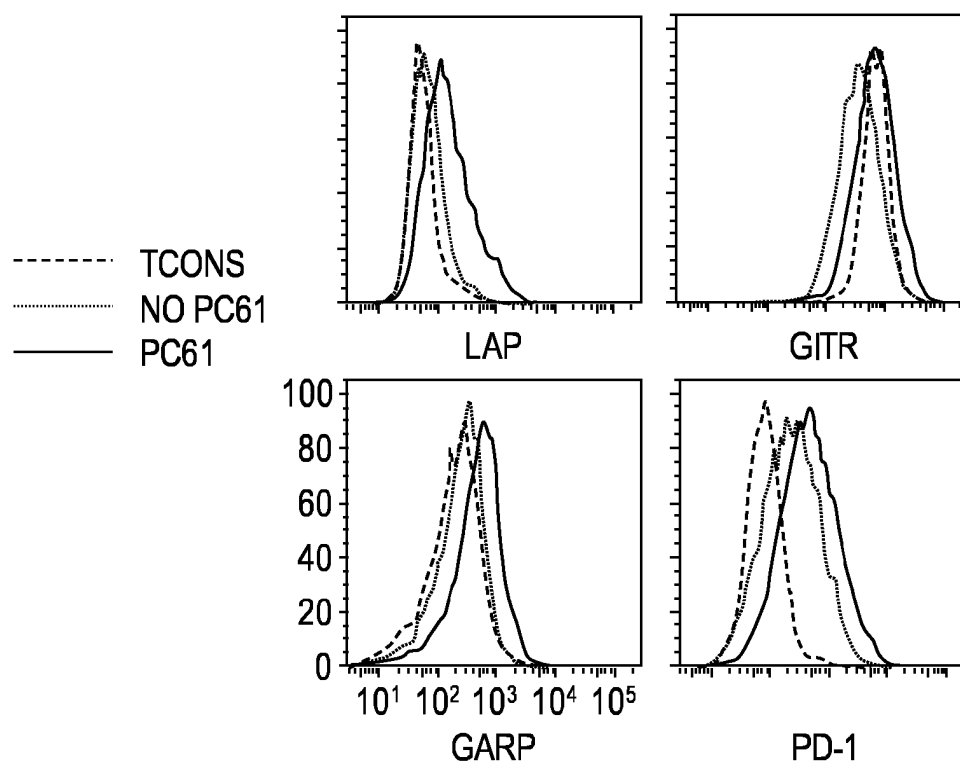 TCONS
NO PC61
PC61
LAP
GITR
100
80
60
40
20
0
10¹ 10² 10³ 10⁴ 10⁵
GARP
PD-1